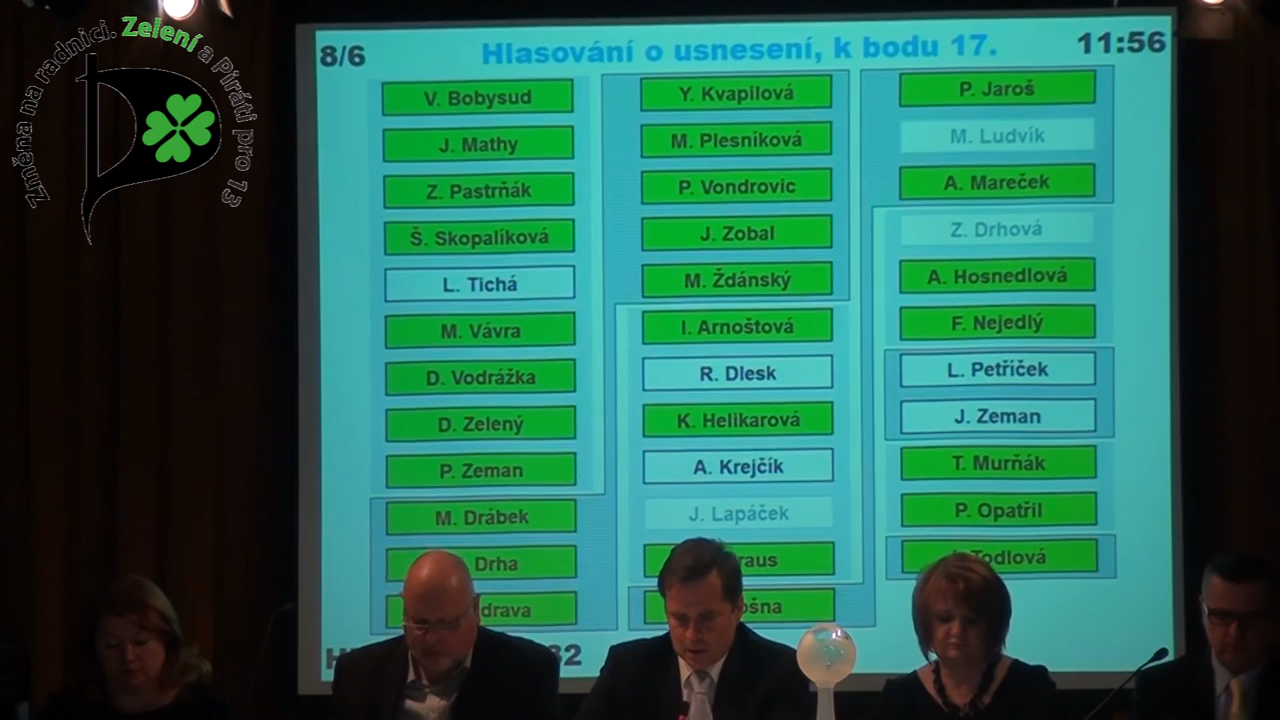 Změna na radnici. Zelení a Piráti pro 13
8/6
Hlasování o usnesení, k bodu 17.
11:56
V. Bobysud
J. Mathy
Z. Pastrňák
Š. Skopalíková
L. Tichá
M. Vávra
D. Vodrážka
D. Zelený
P. Zeman
M. Drábek
Drha
Y. Kvapilová
M. Plesníková
P. Vondrovic
J. Zobal
M. Ždánský
I. Arnoštová
R. Dlesk
K. Helikarová
A. Krejčík
J. Lapáček
P. Jaroš
M. Ludvík
A. Mareček
Z. Drhová
A. Hosnedlová
F. Nejedlý
L. Petříček
J. Zeman
T. Murňák
P. Opatřil
Todlová